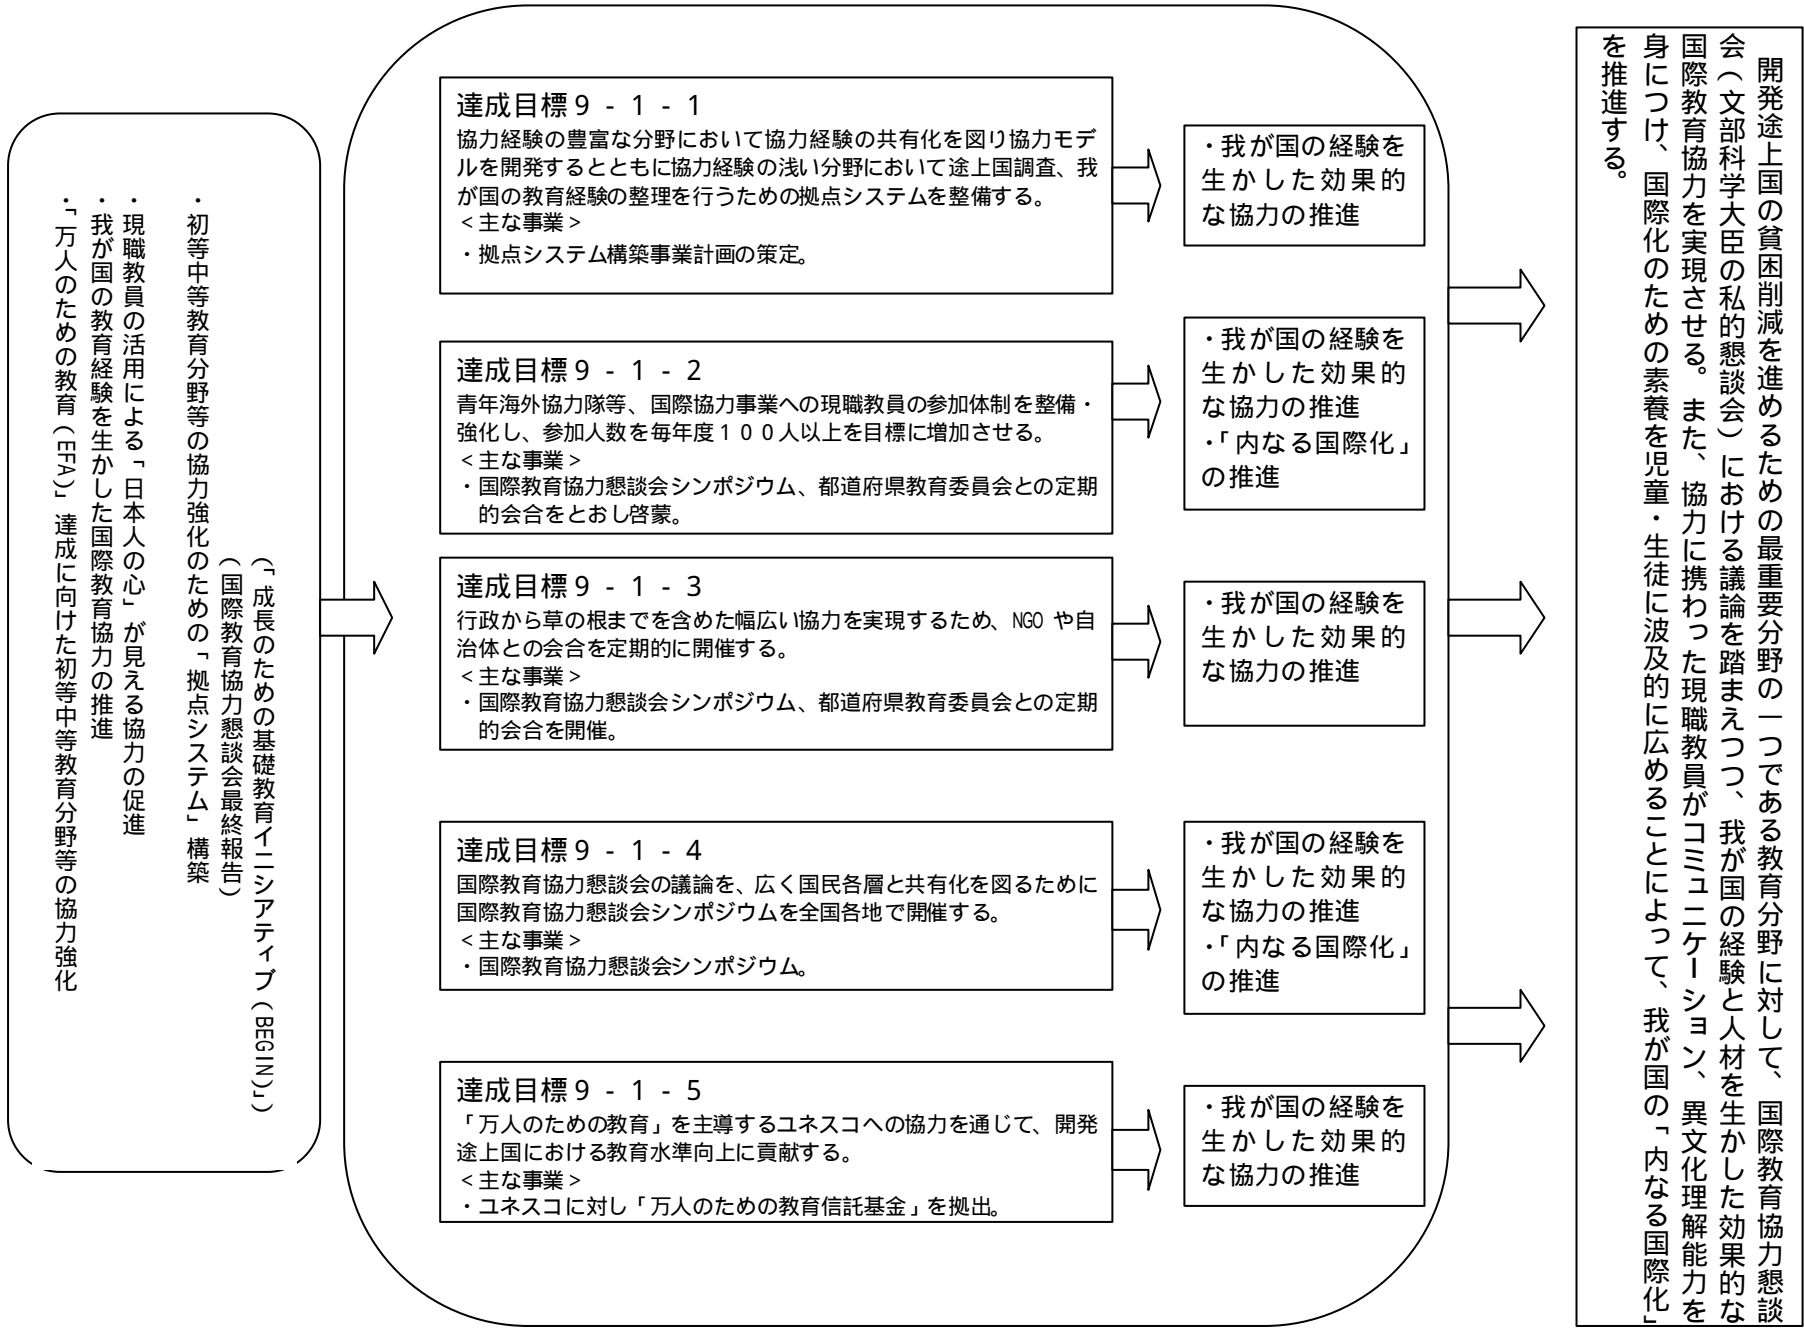 （「成長のための基礎教育イニシアティブ（BEGIN）」）
（国際教育協力懇談会最終報告）
・初等中等教育分野等の協力強化のための「拠点システム」構築
・現職教員の活用による「日本人の心」が見える協力の促進
・我が国の教育経験を生かした国際教育協力の推進
・「万人のための教育（EFA）」達成に向けた初等中等教育分野等の協力強化
達成目標９‐１‐１
協力経験の豊富な分野において協力経験の共有化を図り協力モデ
ルを開発するとともに協力経験の浅い分野において途上国調査、我
が国の教育経験の整理を行うための拠点システムを整備する。
＜主な事業＞
・拠点システム構築事業計画の策定。
・我が国の経験を
生かした効果的
な協力の推進
達成目標９‐１‐２
青年海外協力隊等、国際協力事業への現職教員の参加体制を整備・
強化し、参加人数を毎年度１００人以上を目標に増加させる。
＜主な事業＞
・国際教育協力懇談会シンポジウム、都道府県教育委員会との定期
的会合をとおし啓蒙。
・我が国の経験を
生かした効果的
な協力の推進
・「内なる国際化」
の推進
達成目標９‐１‐３
行政から草の根までを含めた幅広い協力を実現するため、NGO や自
治体との会合を定期的に開催する。
＜主な事業＞
・国際教育協力懇談会シンポジウム、都道府県教育委員会との定期
的会合を開催。
・我が国の経験を
生かした効果的
な協力の推進
達成目標９‐１‐４
国際教育協力懇談会の議論を、広く国民各層と共有化を図るために
国際教育協力懇談会シンポジウムを全国各地で開催する。
＜主な事業＞
・国際教育協力懇談会シンポジウム。
・我が国の経験を
生かした効果的
な協力の推進
・「内なる国際化」
の推進
達成目標９‐１‐５
「万人のための教育」を主導するユネスコへの協力を通じて、開発
途上国における教育水準向上に貢献する。
＜主な事業＞
・ユネスコに対し「万人のための教育信託基金」を拠出。
・我が国の経験を
生かした効果的
な協力の推進
開発途上国の貧困削減を進めるための最重要分野の一つである教育分野に対して、国際教育協力懇談
会（文部科学大臣の私的懇談会）における議論を踏まえつつ、我が国の経験と人材を生かした効果的な
国際教育協力を実現させる。また、協力に携わった現職教員がコミュニケーション、異文化理解能力を
身につけ、国際化のための素養を児童・生徒に波及的に広めることによって、我が国の「内なる国際化」
を推進する。